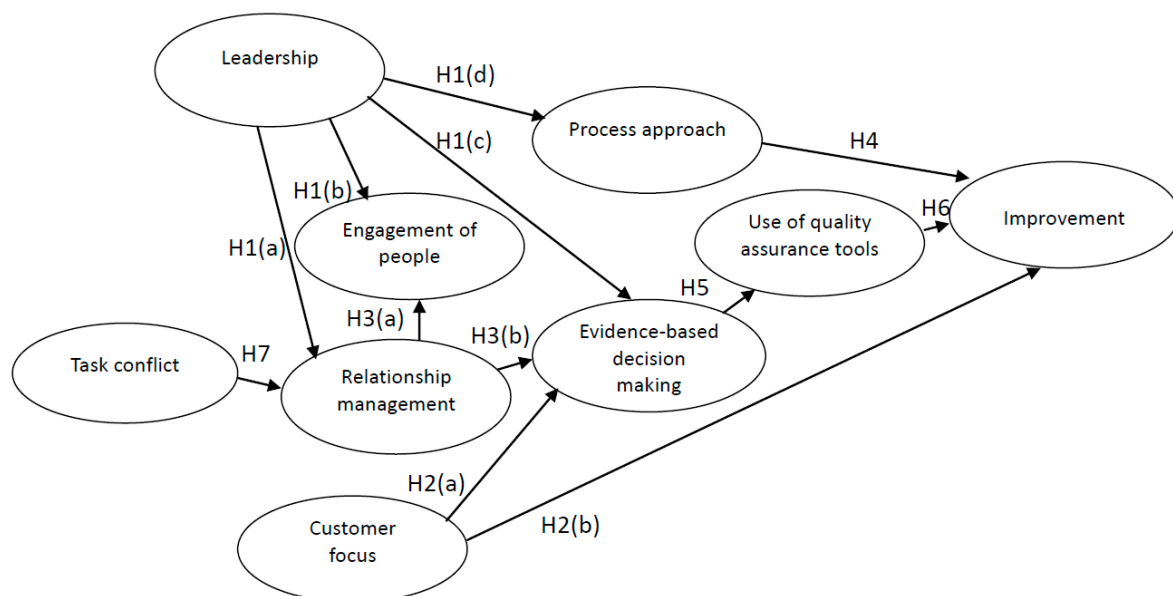 Leadership
H1(d)
Process approach
H1(c)
H4
H1(b)
Engagement of
people
Use of quality
assurance tools
H6
Improvement
H1(a)
H5
H3(a)
H3(b)
Evidence-based
decision
making
Task conflict
H7
Relationship
management
H2(a)
H2(b)
Customer
focus